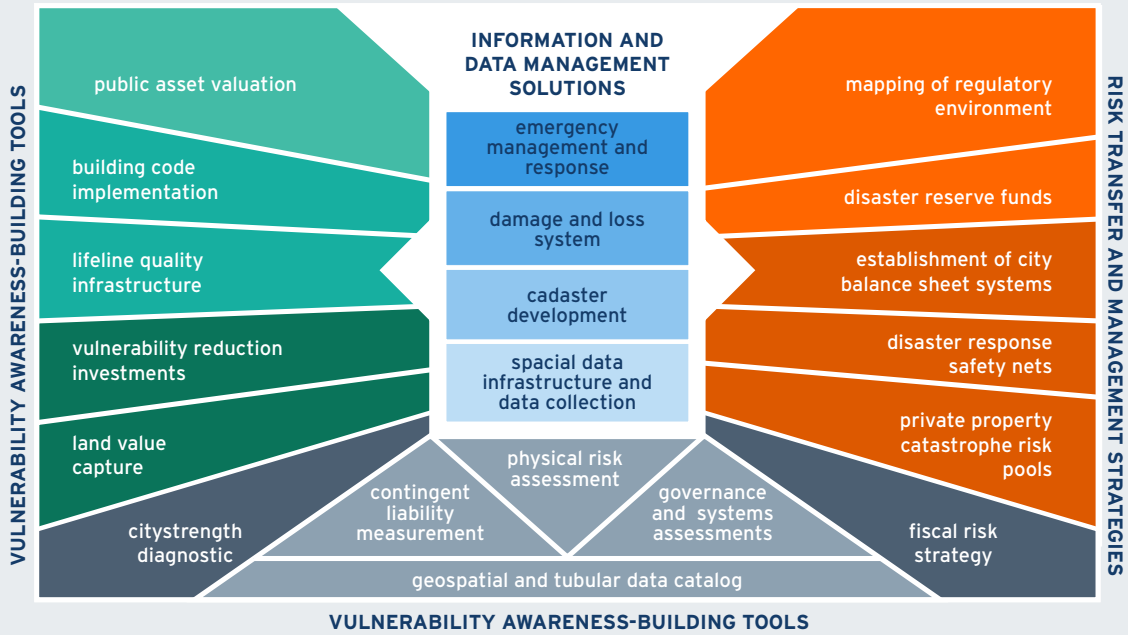 VULNERABILITY AWARENESS-BUILDING TOOLS
public asset valuation
building code
implementation
lifeline quality
infrastructure
vulnerability reduction
investments
land value
capture
INFORMATION AND
DATA MANAGEMENT
SOLUTIONS
emergency
management and
response
damage and loss
system
cadaster
development
spacial data
infrastructure and
data collection
mapping of regulatory
environment
disaster reserve funds
establishment of city
balance sheet systems
disaster response
safety nets
private property
catastrophe risk
pools
RISK TRANSFER AND MANAGEMENT STRATEGIES
citystrength
diagnostic
contingent
liability
measurement
physical risk
assessment
governance
and systems
assessments
fiscal risk
strategy
geospatial and tubular data catalog
VULNERABILITY AWARENESS-BUILDING TOOLS